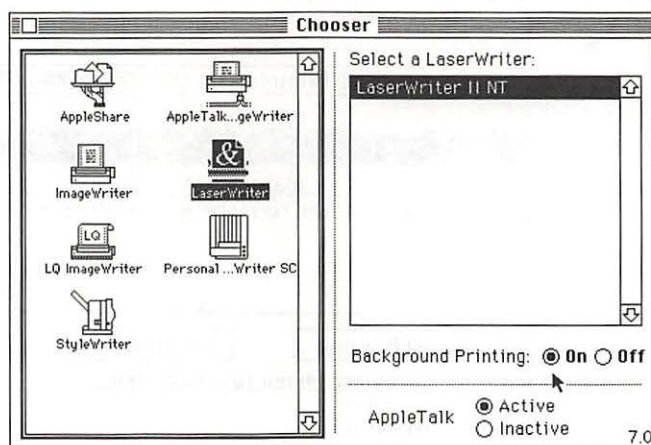 Chooser
AppleShare
AppleTalk...geWriter
ImageWriter
&
LaserWriter
LQ
LQ ImageWriter
Personal ...Writer SC
StyleWriter
Select a LaserWriter:
LaserWriter II NT
Background Printing: On Off
AppleTalk
Active
Inactive
7.0